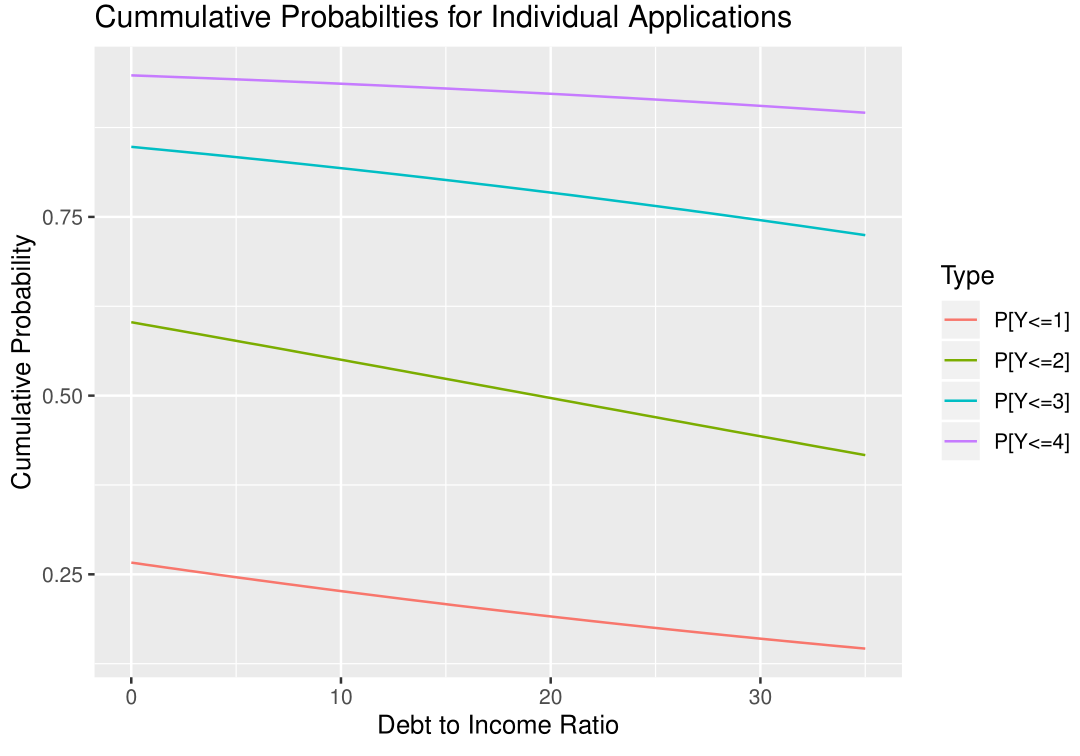 Cummulative Probabilties for Individual Applications
Cumulative Probability
0.75
0.50
0.25
0
10
20
30
Debt to Income Ratio
Type
P[Y<=1]
P[Y<=2]
P[Y<=3]
P[Y<=4]